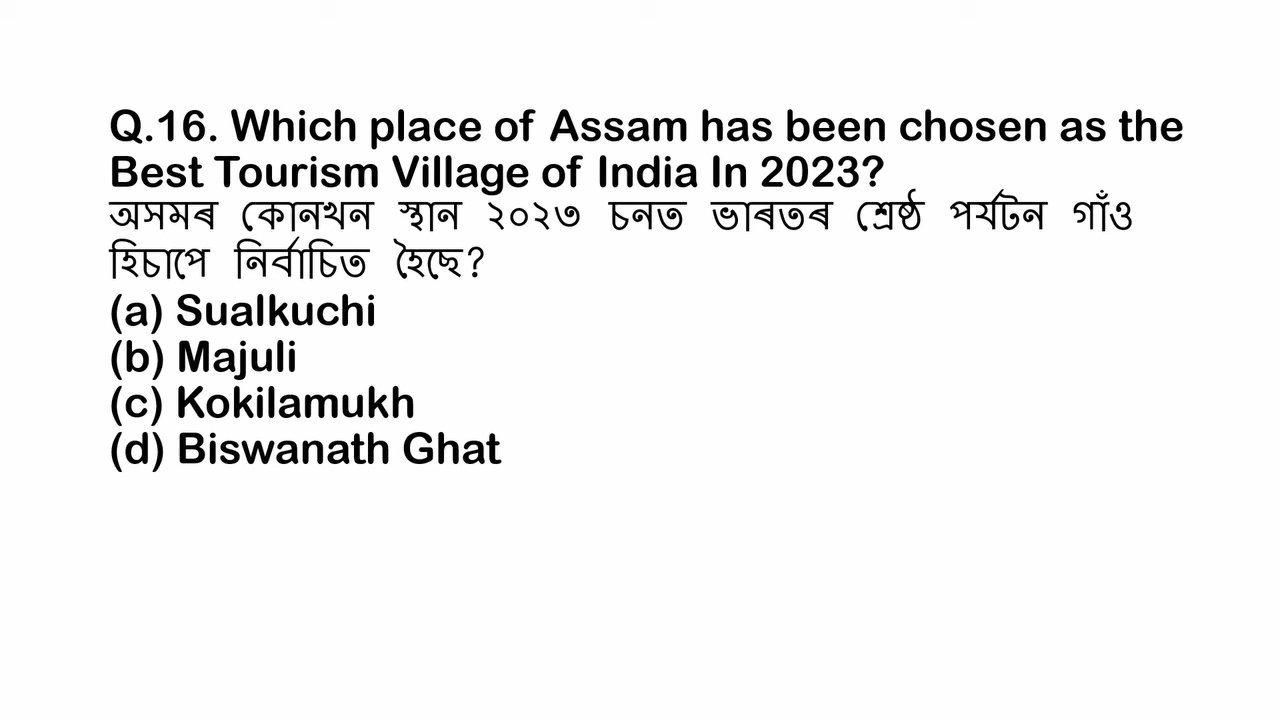 Q.16. Which place of Assam has been chosen as the
Best Tourism Village of India In 2023?
অসমৰ কোনখন স্থান ২০২৩ চনত ভাৰতৰ শ্ৰেষ্ঠ পৰ্যটন গাঁও
হিচাপে নিৰ্বাচিত হৈছে?
(a) Sualkuchi
(b) Majuli
(c) Kokilamukh
(d) Biswanath Ghat